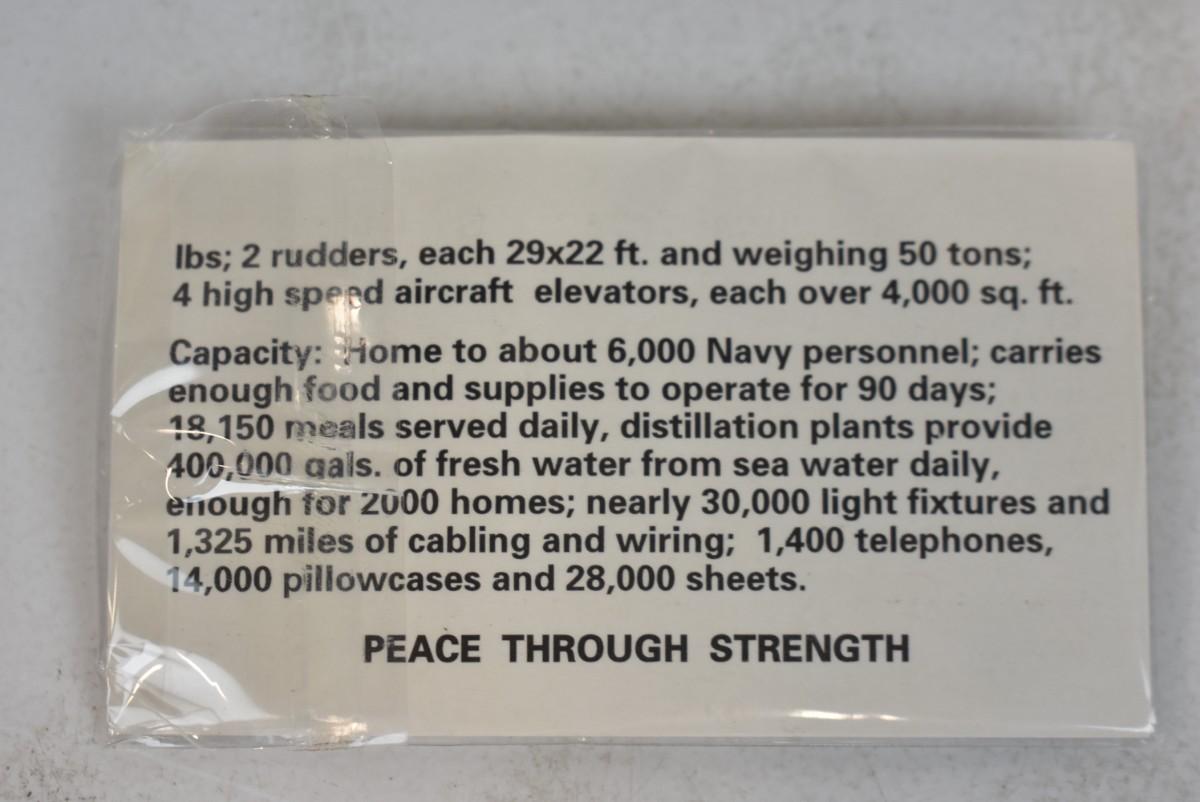 lbs; 2 rudders, each 29x22 ft. and weighing 50 tons;
4 high speed aircraft elevators, each over 4,000 sq. ft.
Capacity: Home to about 6,000 Navy personnel; carries
enough food and supplies to operate for 90 days;
18,150 meals served daily, distillation plants provide
400,000 gals. of fresh water from sea water daily,
enough for 2000 homes; nearly 30,000 light fixtures and
1,325 miles of cabling and wiring; 1,400 telephones,
14,000 pillowcases and 28,000 sheets.
PEACE THROUGH STRENGTH